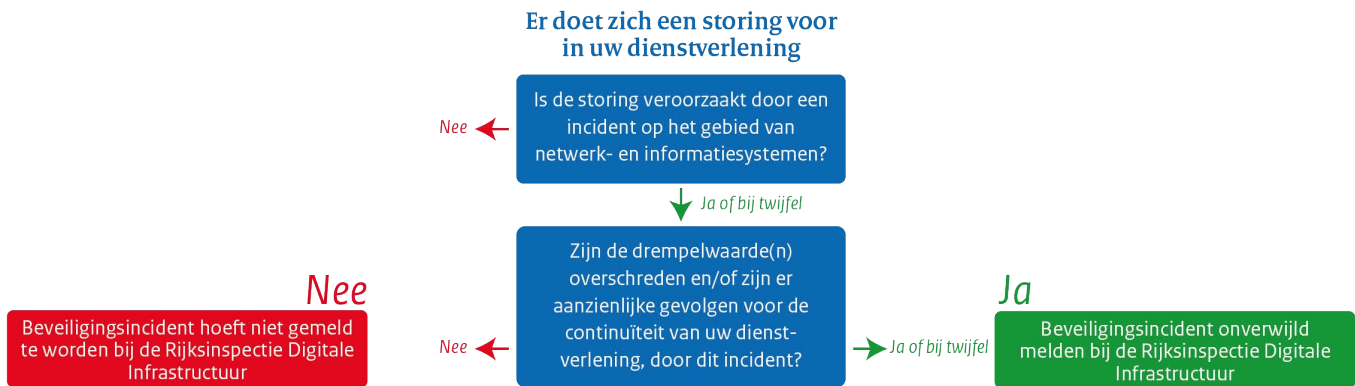 Er doet zich een storing voor
in uw dienstverlening
Is de storing veroorzaakt door een
incident op het gebied van
netwerk- en informatiesystemen?
Nee
Ja of bij twijfel
Zijn de drempelwaarde(n)
overschreden en/of zijn er
aanzienlijke gevolgen voor de
continuïteit van uw dienst-
verlening, door dit incident?
Nee
Ja of bij twijfel
Nee
Beveiligingsincident hoeft niet gemeld
te worden bij de Rijksinspectie Digitale
Infrastructuur
Ja
Beveiligingsincident onverwijld
melden bij de Rijksinspectie Digitale
Infrastructuur